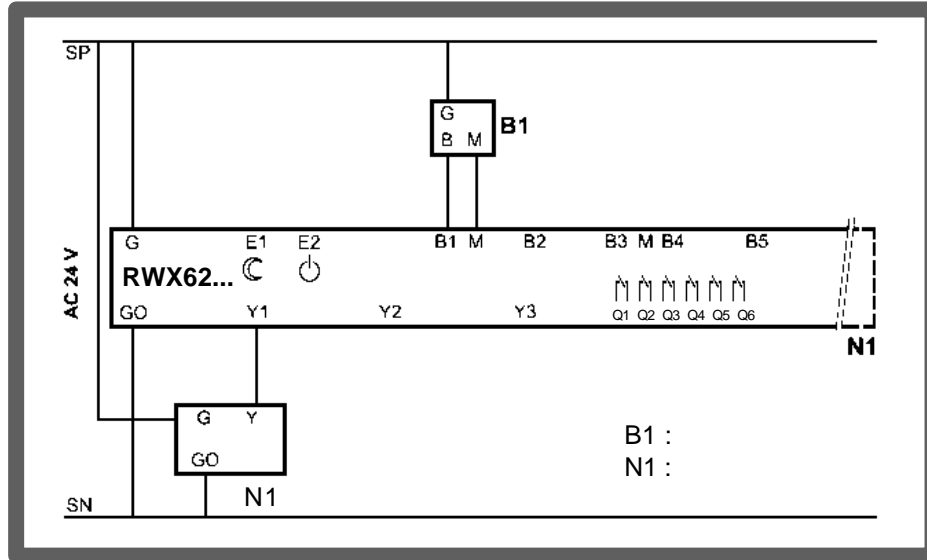 SP
G
B M
B1
AC 24 V
G E1 E2 B1 M B2 B3 M B4 B5
RWX62...
GO Y1 Y2 Y3 Q1 Q2 Q3 Q4 Q5 Q6
N1
G Y
GO
N1
B1 :
N1 :
SN